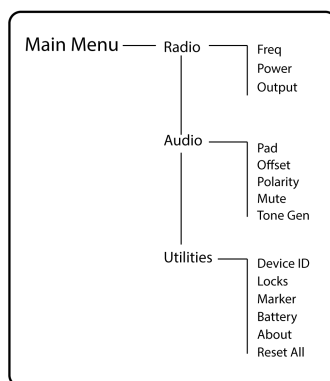 Main Menu
Radio
Freq
Power
Output
Audio
Pad
Offset
Polarity
Mute
Tone Gen
Utilities
Device ID
Locks
Marker
Battery
About
Reset All